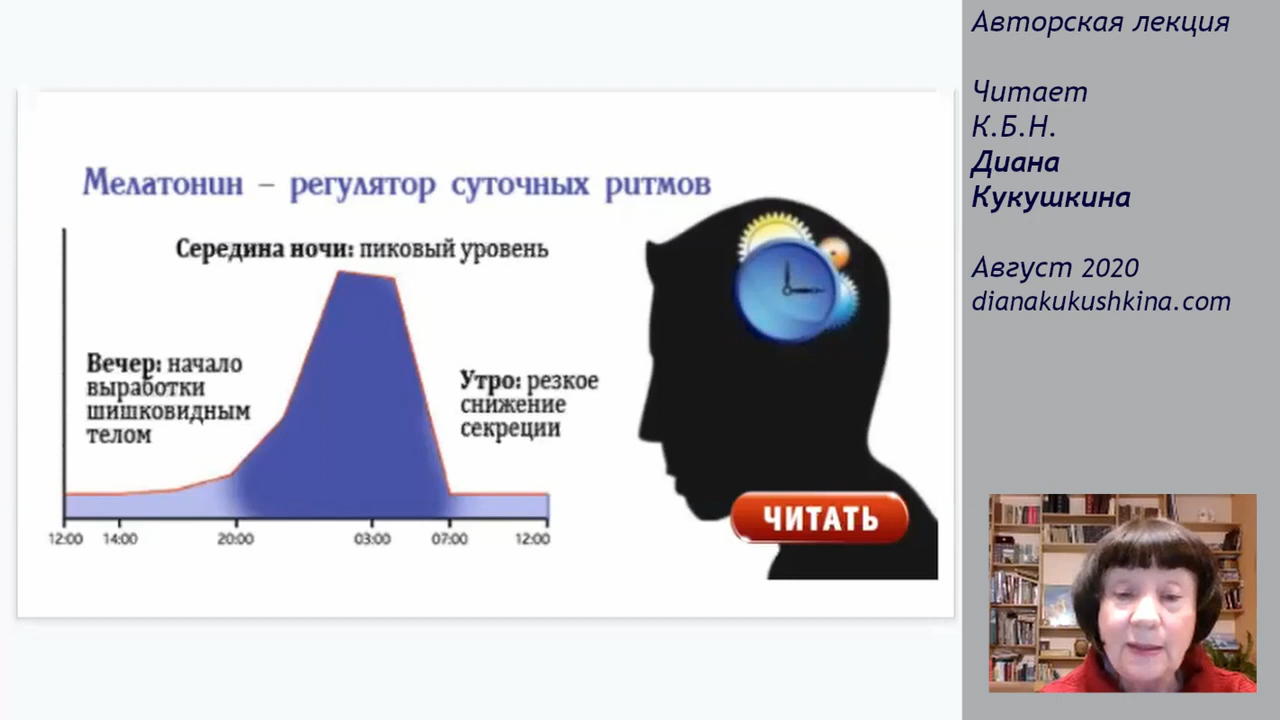 Мелатонин – регулятор суточных ритмов
Середина ночи: пиковый уровень
Вечер: начало
выработки
шишковидным
телом
Утро: резкое
снижение
секреции
12:00 14:00 20:00 03:00 07:00 12:00
ЧИТАТЬ
Авторская лекция
Читает
К.Б.Н.
Диана
Кукушкина
Август 2020
dianakukushkina.com